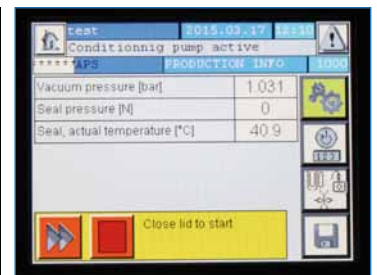 test 2015.03.17 12:10
Conditionnig pump active
*****APS PRODUCTION INFO 1000
Vacuum pressure [bar] 1.031
Seal pressure [N] 0
Seal, actual temperature [°C] 40.9
Close lid to start